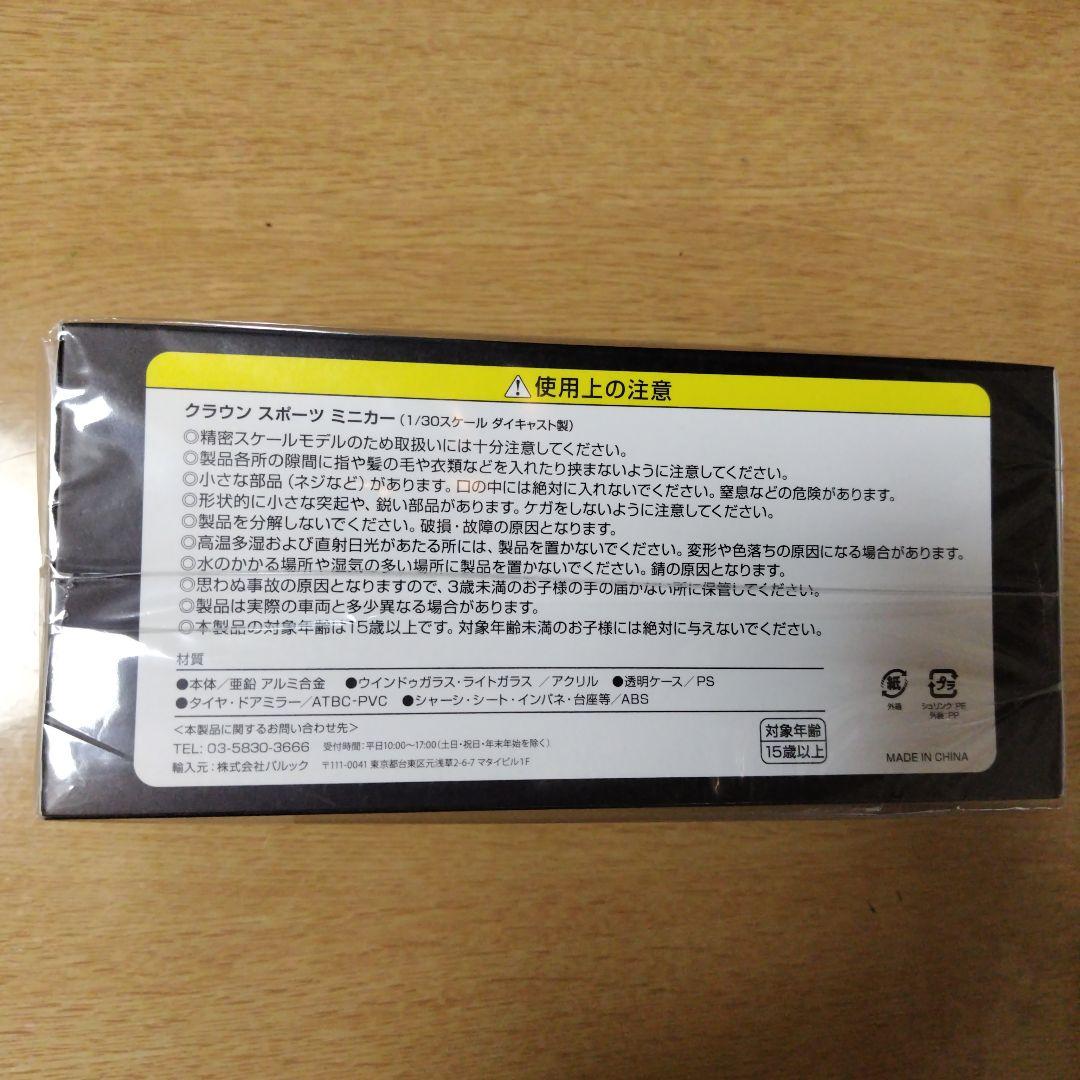 ⚠使用上の注意
クラウン スポーツ ミニカー(1/30スケール ダイキャスト製)
◎精密スケールモデルのため取扱いには十分注意してください。
◎製品各所の隙間に指や髪の毛や衣類などを入れたり挟まないように注意してください。
◎小さな部品(ネジなど)があります。口の中には絶対に入れないでください。窒息などの危険があります。
◎形状的に小さな突起や、鋭い部品があります。ケガをしないように注意してください。
◎製品を分解しないでください。破損・故障の原因となります。
◎高温多湿および直射日光があたる所には、製品を置かないでください。変形や色落ちの原因になる場合があります。
◎水のかかる場所や湿気の多い場所に製品を置かないでください。錆の原因となります。
◎思わぬ事故の原因となりますので、3歳未満のお子様の手の届かない所に保管してください。
◎製品は実際の車両と多少異なる場合があります。
◎本製品の対象年齢は15歳以上です。対象年齢未満のお子様には絶対に与えないでください。
材質
●本体/亜鉛 アルミ合金 ●ウインドゥガラス・ライトガラス /アクリル ●透明ケース/PS
●タイヤ・ドアミラー/ATBC-PVC ●シャーシ・シート・インパネ・台座等/ABS
紙
外箱
プラ
シュリンク:PE
外装:PP
<本製品に関するお問い合わせ先>
TEL: 03-5830-3666 受付時間:平日10:00〜17:00(土日・祝日・年末年始を除く)
輸入元:株式会社バルック 〒111-0041 東京都台東区元浅草2-6-7 マタイビル1F
対象年齢
15歳以上
MADE IN CHINA